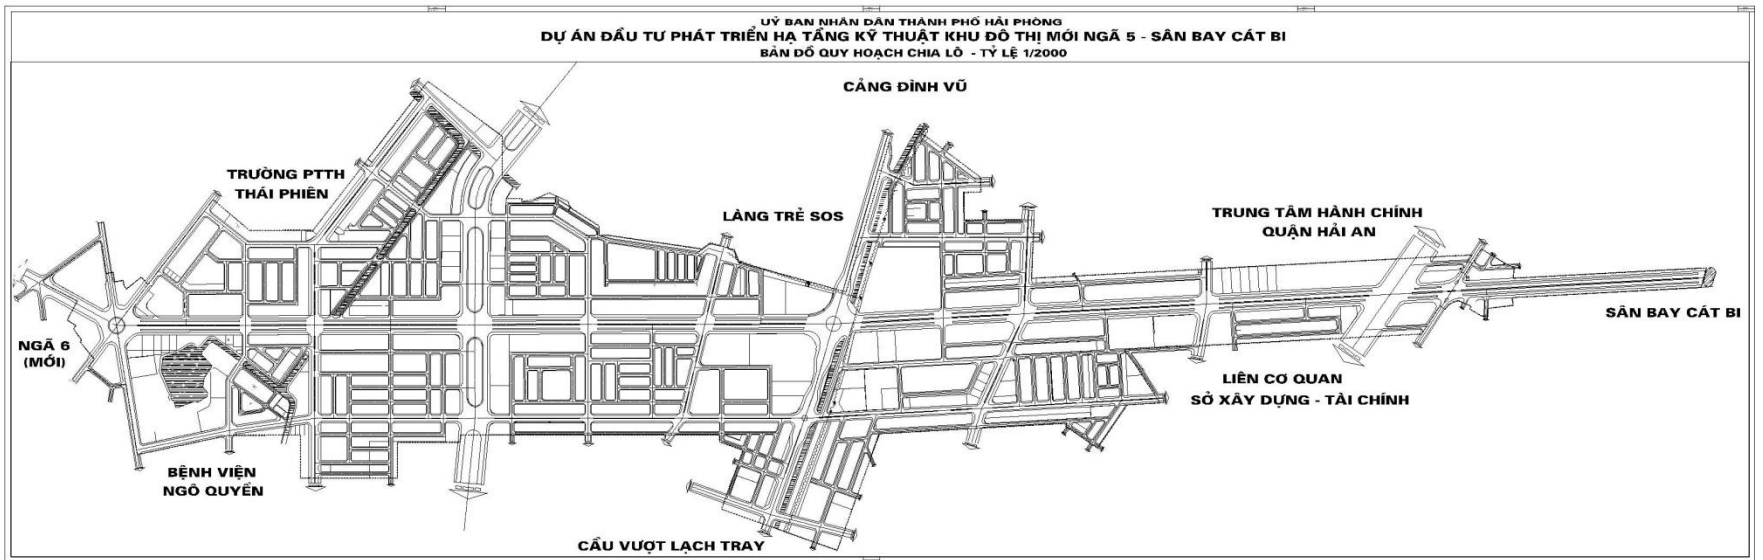 UỶ BAN NHÂN DÂN THÀNH PHỐ HẢI PHÒNG
DỰ ÁN ĐẦU TƯ PHÁT TRIỂN HẠ TẦNG KỸ THUẬT KHU ĐÔ THỊ MỚI NGÃ 5 - SÂN BAY CÁT BI
BẢN ĐỒ QUY HOẠCH CHIA LÔ - TỶ LỆ 1/2000
CẢNG ĐÌNH VŨ
TRƯỜNG PTTH
THÁI PHIÊN
LÀNG TRẺ SOS
TRUNG TÂM HÀNH CHÍNH
QUẬN HẢI AN
SÂN BAY CÁT BI
NGÃ 6
(MỚI)
LIÊN CƠ QUAN
SỞ XÂY DỰNG - TÀI CHÍNH
BỆNH VIỆN
NGÔ QUYỀN
CẦU VƯỢT LẠCH TRAY